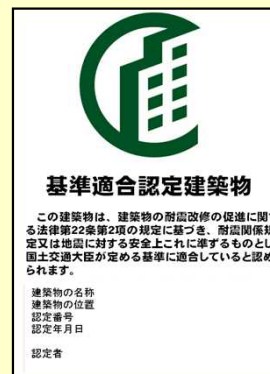 基準適合認定建築物
この建築物は、建築物の耐震改修の促進に関す
る法律第22条第2項の規定に基づき、耐震関係規
定又は地震に対する安全上これに準ずるものとし
国土交通大臣が定める基準に適合していると認め
られます。
建築物の名称
建築物の位置
認定番号
認定年月日
認定者